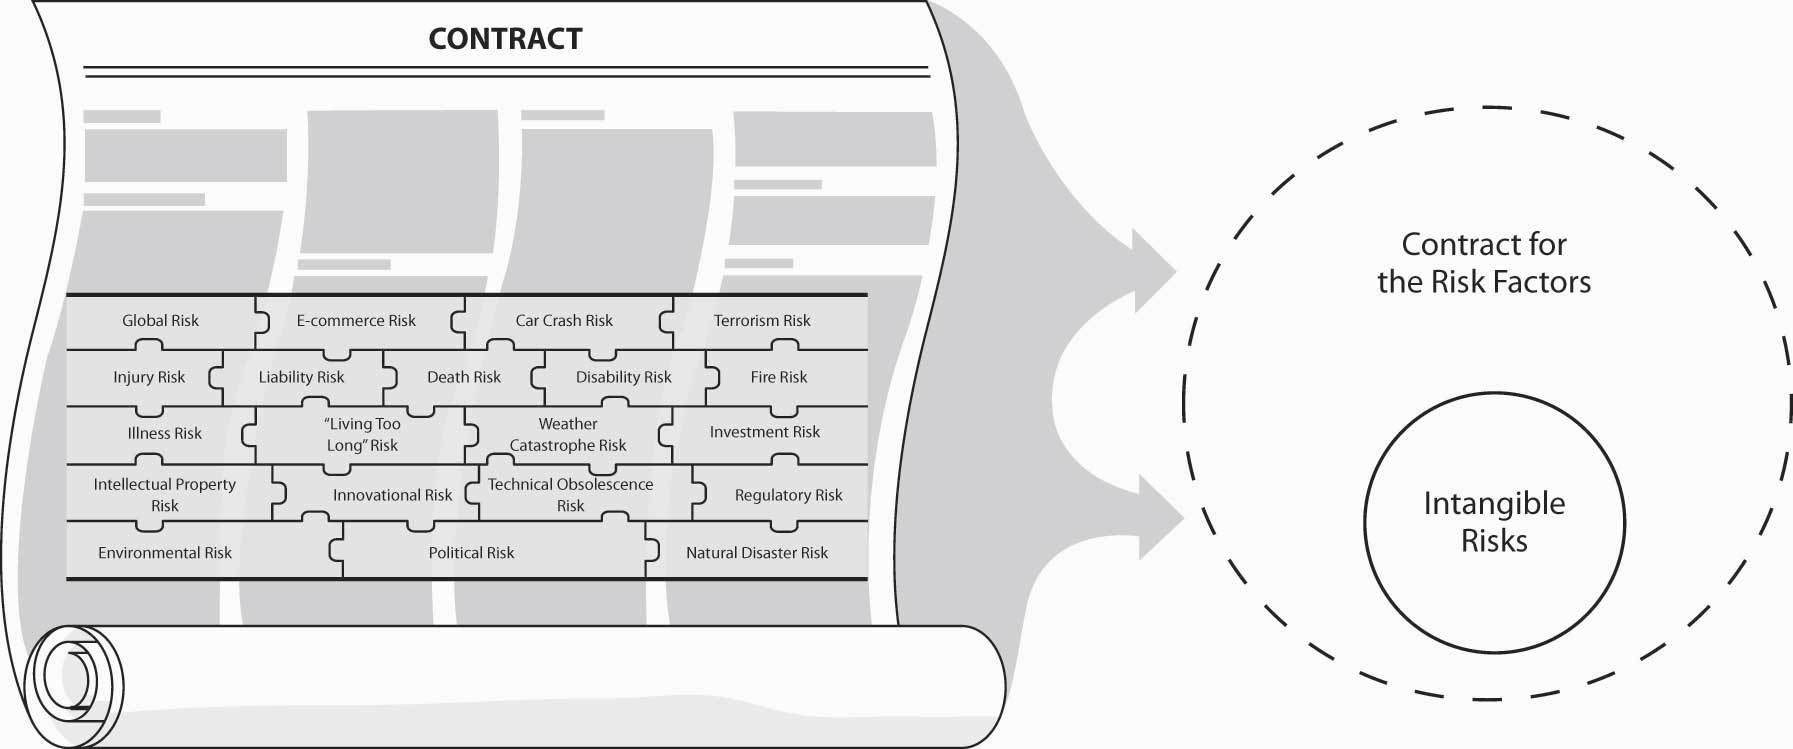 CONTRACT
Global Risk
E-commerce Risk
Car Crash Risk
Terrorism Risk
Injury Risk
Liability Risk
Death Risk
Disability Risk
Fire Risk
Illness Risk
“Living Too
Long” Risk
Weather
Catastrophe Risk
Investment Risk
Intellectual Property
Risk
Innovational Risk
Technical Obsolescence
Risk
Regulatory Risk
Environmental Risk
Political Risk
Natural Disaster Risk
Contract for
the Risk Factors
Intangible
Risks